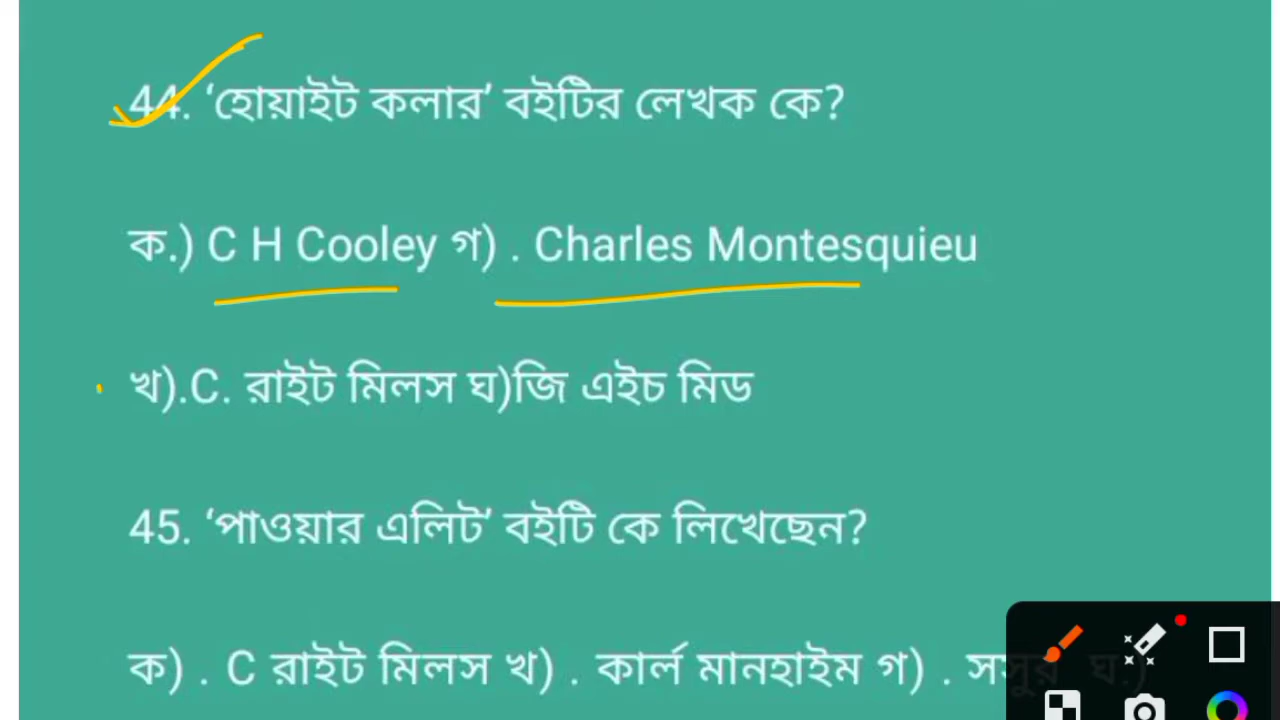 44. ‘হোয়াইট কলার’ বইটির লেখক কে?
ক.) C H Cooley গ) . Charles Montesquieu
খ).C. রাইট মিলস ঘ)জি এইচ মিড
45. ‘পাওয়ার এলিট’ বইটি কে লিখেছেন?
ক) . C রাইট মিলস খ) . কার্ল মানহাইম গ) . সসুর ঘ.)